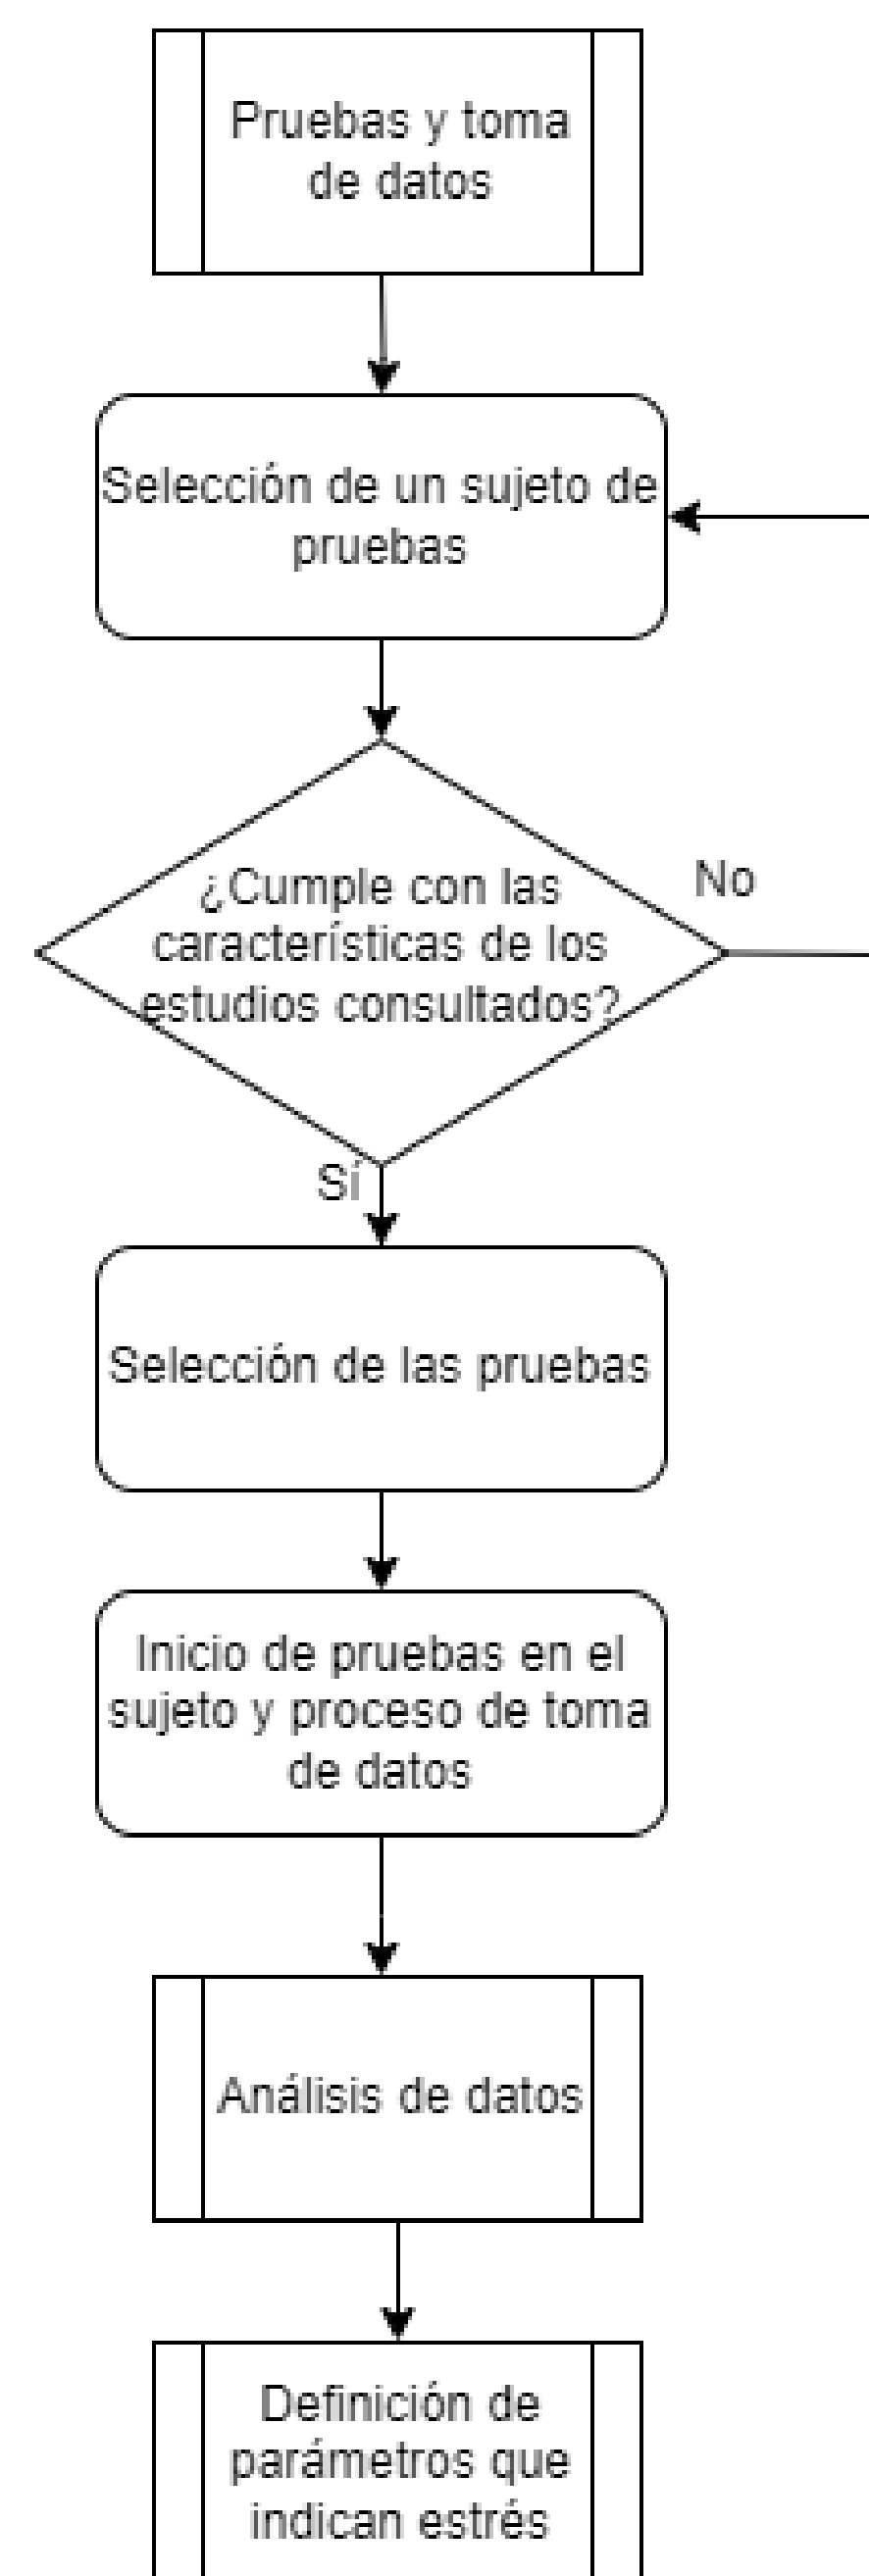 Pruebas y toma
de datos
Selección de un sujeto de
pruebas
¿Cumple con las
características de los
estudios consultados?
No
Sí
Selección de las pruebas
Inicio de pruebas en el
sujeto y proceso de toma
de datos
Análisis de datos
Definición de
parámetros que
indican estrés